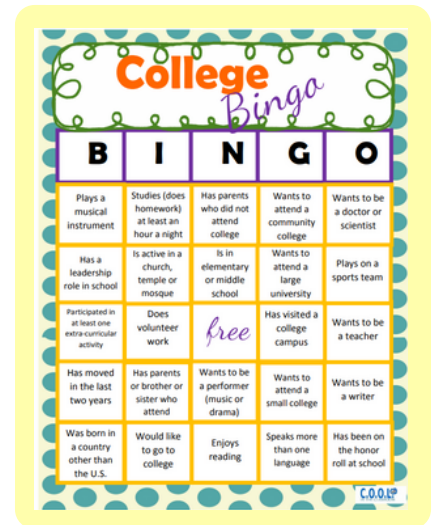 College
Bingo
B I N G O
Plays a
musical
instrument
Studies (does
homework)
at least an
hour a night
Has parents
who did not
attend
college
Wants to
attend a
community
college
Wants to be
a doctor or
scientist
Has a
leadership
role in school
Is active in a
church,
temple or
mosque
Is in
elementary
or middle
school
Wants to
attend a
large
university
Plays on a
sports team
Participated in
at least one
extra-curricular
activity
Does
volunteer
work
free
Has visited a
college
campus
Wants to be
a teacher
Has moved
in the last
two years
Has parents
or brother or
sister who
attend
Wants to be
a performer
(music or
drama)
Wants to
attend a
small college
Wants to be
a writer
Was born in
a country
other than
the U.S.
Would like
to go to
college
Enjoys
reading
Speaks more
than one
language
Has been on
the honor
roll at school
C.O.O.L